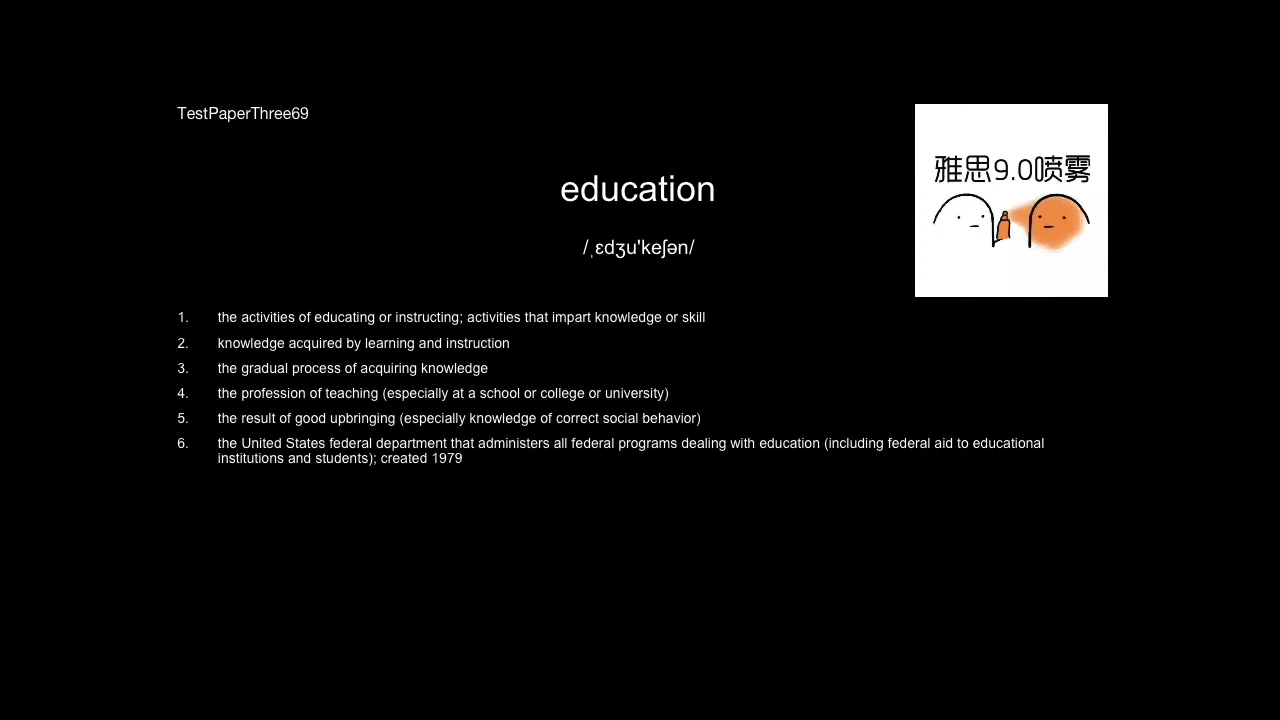 TestPaperThree69
雅思9.0喷雾
education
/ˌɛdʒu'keʃən/
1. the activities of educating or instructing; activities that impart knowledge or skill
2. knowledge acquired by learning and instruction
3. the gradual process of acquiring knowledge
4. the profession of teaching (especially at a school or college or university)
5. the result of good upbringing (especially knowledge of correct social behavior)
6. the United States federal department that administers all federal programs dealing with education (including federal aid to educational
institutions and students); created 1979